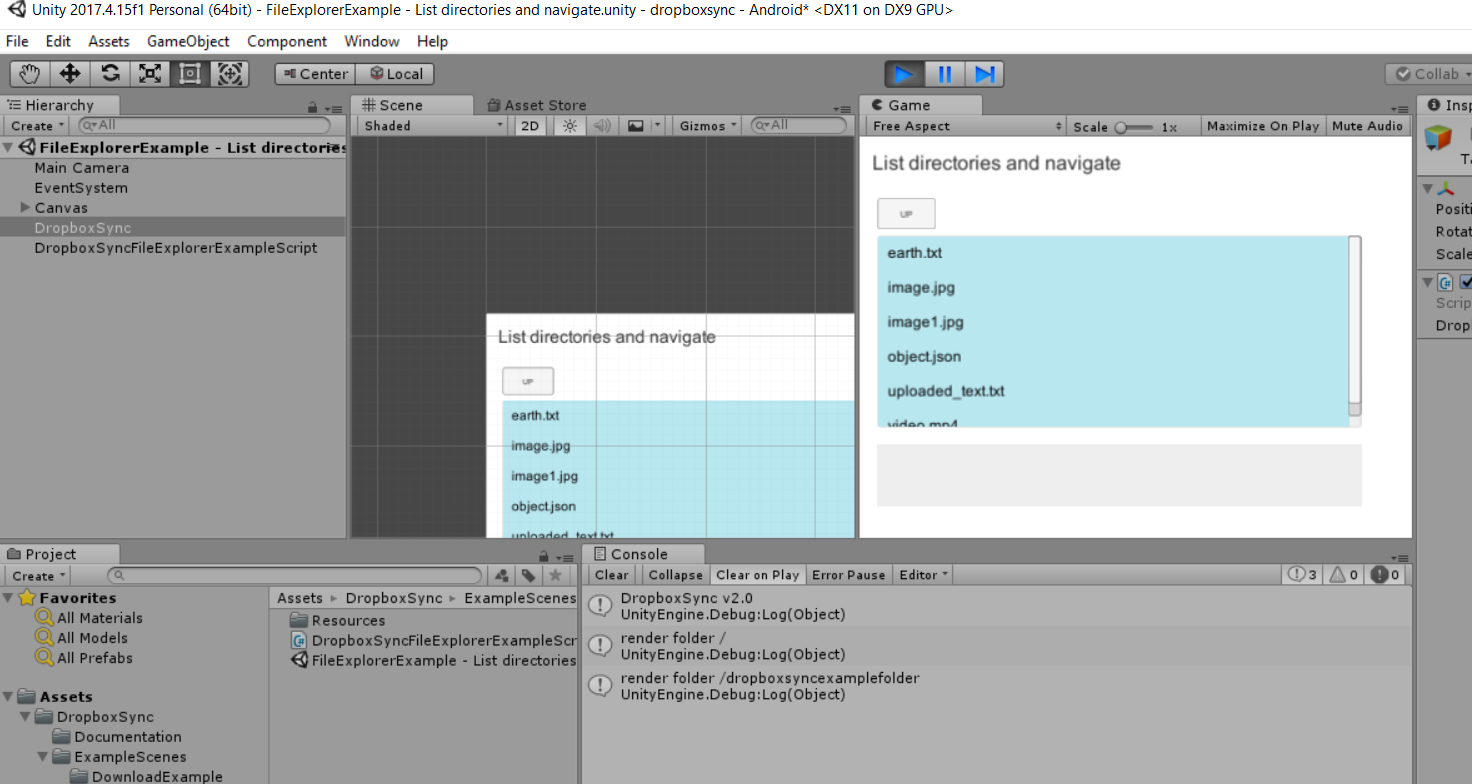 Unity 2017.4.15f1 Personal (64bit) - FileExplorerExample - List directories and navigate.unity - dropboxsync - Android* <DX11 on DX9 GPU>
File Edit Assets GameObject Component Window Help
Center Local Collab
Hierarchy
Create All
FileExplorerExample - List directories
Main Camera
EventSystem
Canvas
DropboxSync
DropboxSyncFileExplorerExampleScript
Scene Asset Store
Shaded 2D Gizmos All
List directories and navigate
UP
earth.txt
image.jpg
image1.jpg
object.json
uploaded_text.txt
Game
Free Aspect Scale 1x Maximize On Play Mute Audio
List directories and navigate
UP
earth.txt
image.jpg
image1.jpg
object.json
uploaded_text.txt
video.mp4
Insp
Ta
Positi
Rotat
Scale
Scrip
Drop
Project
Create
Favorites
All Materials
All Models
All Prefabs
Assets
DropboxSync
Documentation
ExampleScenes
DownloadExample
Assets DropboxSync ExampleScenes
Resources
DropboxSyncFileExplorerExampleScr
FileExplorerExample - List directories
Console
Clear Collapse Clear on Play Error Pause Editor 3 0 0
DropboxSync v2.0
UnityEngine.Debug:Log(Object)
render folder /
UnityEngine.Debug:Log(Object)
render folder /dropboxsyncexamplefolder
UnityEngine.Debug:Log(Object)